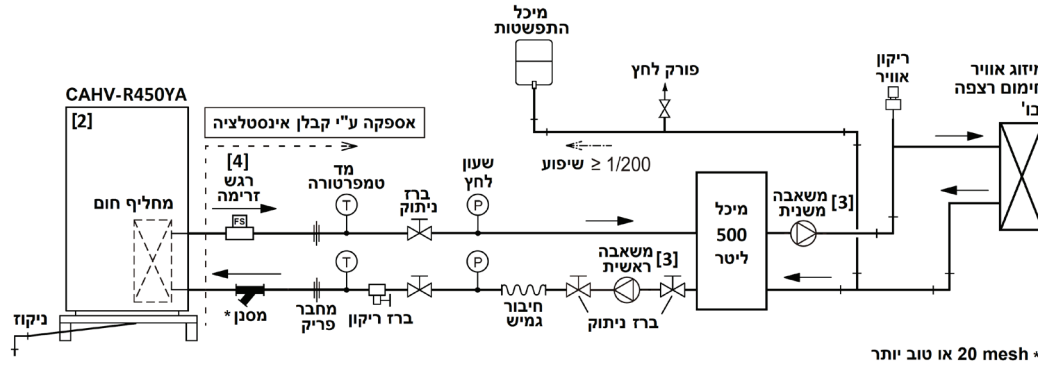 מיכל
התפשטות
ריקון
אוויר
פורק לחץ
מיזוג אוויר
חימום רצפה
וכו'
CAHV-R450YA
[2]
אספקה ע"י קבלן אינסטלציה
שיפוע ≥ 1/200
[4]
רגש
זרימה
FS
מד
טמפרטורה
T
ברז
ניתוק
שעון
לחץ
P
מחליף חום
מיכל
500
ליטר
משאבה
משנית [3]
T
P
משאבה
ראשית [3]
מסנן *
מחבר
פריק
ברז ריקון
חיבור
גמיש
ברז ניתוק
ניקוז
* 20 mesh או טוב יותר